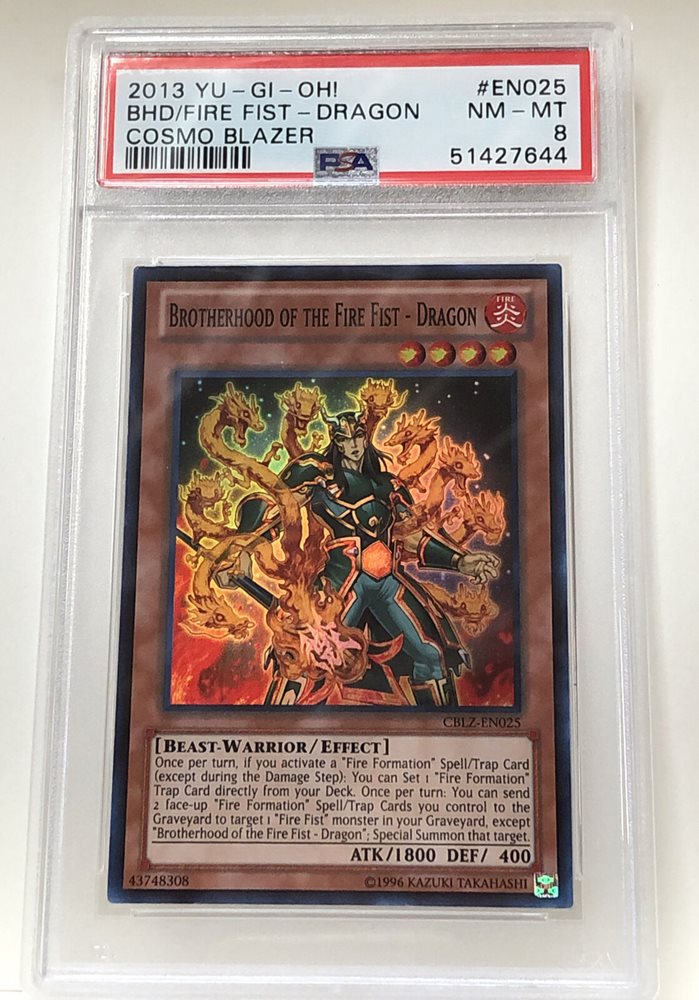 2013 YU-GI-OH! #EN025
BHD/FIRE FIST-DRAGON NM-MT
COSMO BLAZER 8
PSA 51427644
BROTHERHOOD OF THE FIRE FIST - DRAGON
FIRE
炎
CBLZ-EN025
[BEAST-WARRIOR/EFFECT]
Once per turn, if you activate a "Fire Formation" Spell/Trap Card
(except during the Damage Step): You can Set 1 "Fire Formation"
Trap Card directly from your Deck. Once per turn: You can send
2 face-up "Fire Formation" Spell/Trap Cards you control to the
Graveyard to target 1 "Fire Fist" monster in your Graveyard, except
"Brotherhood of the Fire Fist - Dragon"; Special Summon that target.
ATK/1800 DEF/ 400
43748308 ©1996 KAZUKI TAKAHASHI